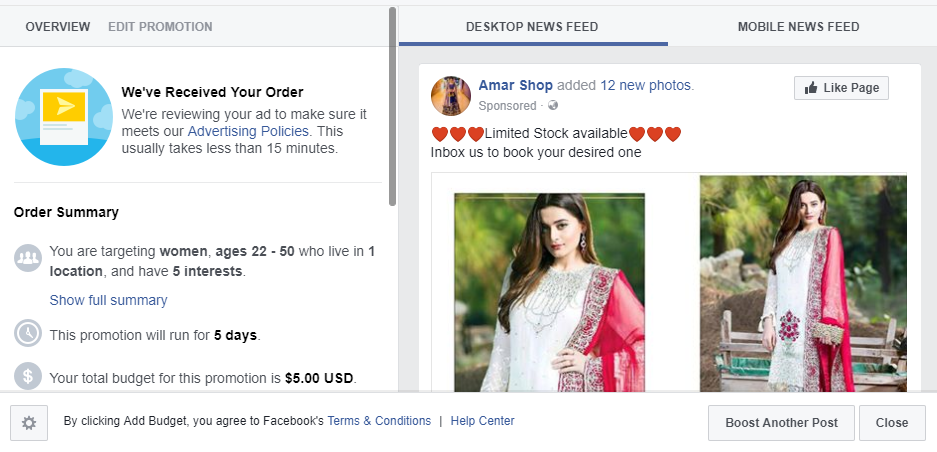 OVERVIEW EDIT PROMOTION
DESKTOP NEWS FEED
MOBILE NEWS FEED
We've Received Your Order
We're reviewing your ad to make sure it
meets our Advertising Policies. This
usually takes less than 15 minutes.
Order Summary
You are targeting women, ages 22 - 50 who live in 1
location, and have 5 interests.
Show full summary
This promotion will run for 5 days.
$ Your total budget for this promotion is $5.00 USD.
Amar Shop added 12 new photos.
Sponsored ·
Like Page
❤❤❤Limited Stock available❤❤❤
Inbox us to book your desired one
By clicking Add Budget, you agree to Facebook's Terms & Conditions | Help Center
Boost Another Post
Close